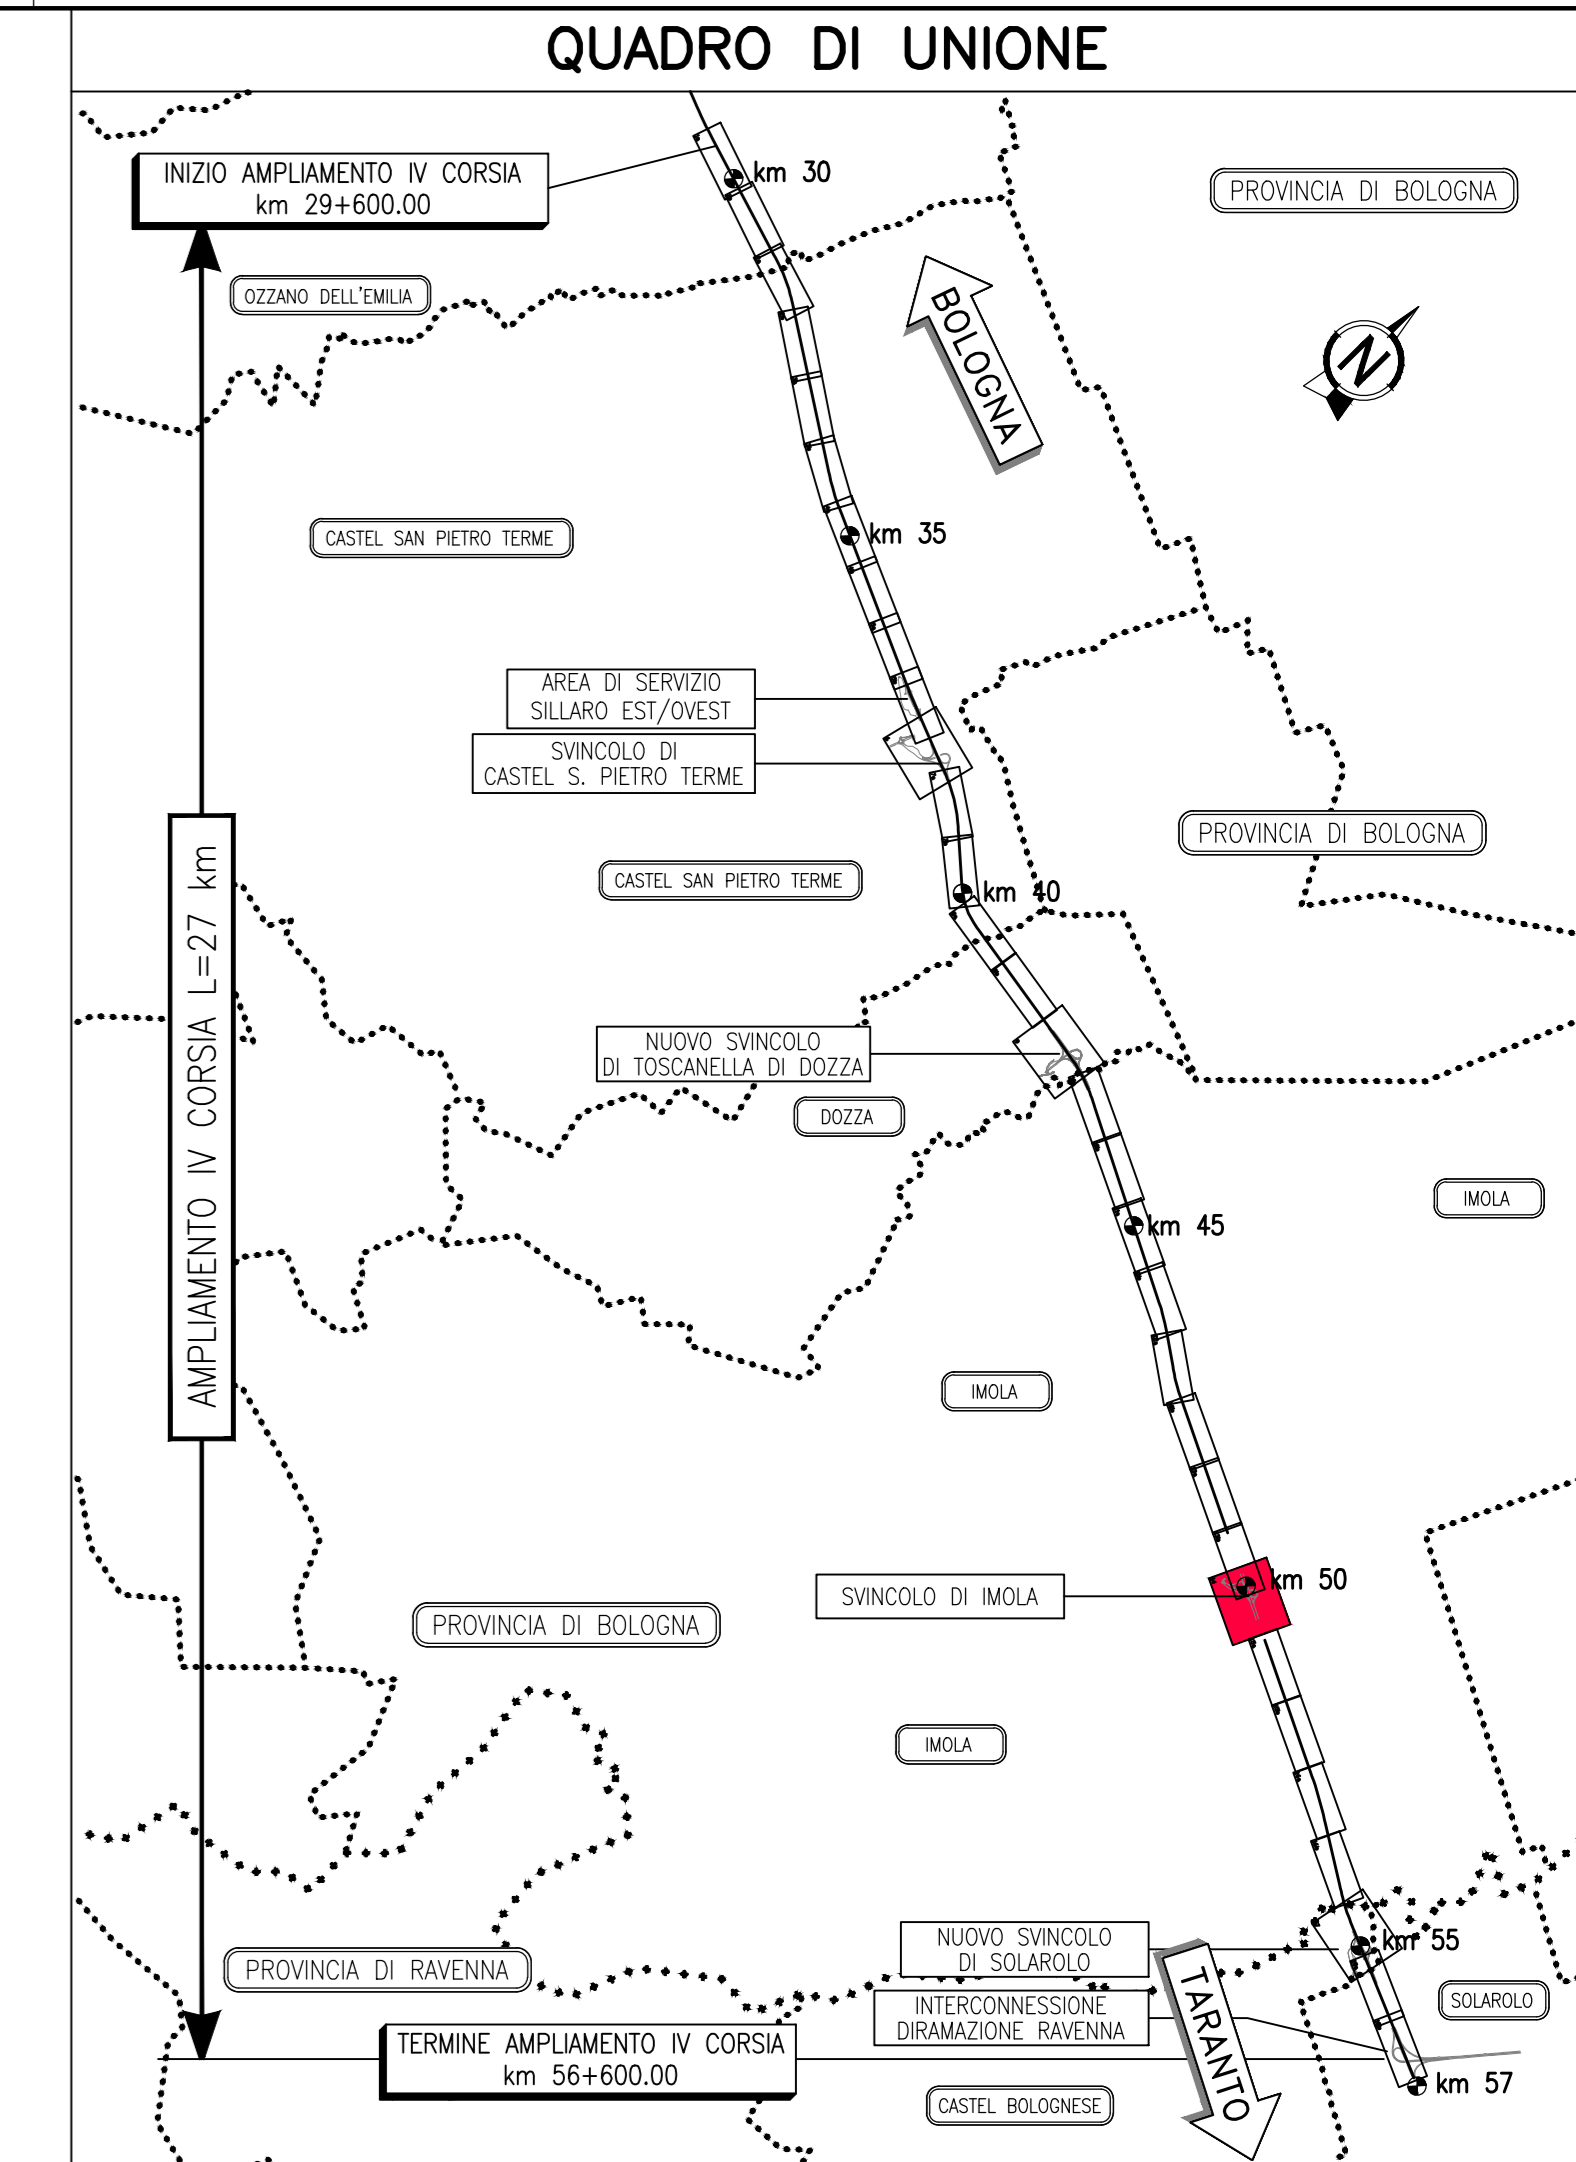 QUADRO DI UNIONE
INIZIO AMPLIAMENTO IV CORSIA
km 29+600.00
km 30
PROVINCIA DI BOLOGNA
OZZANO DELL'EMILIA
BOLOGNA
N
CASTEL SAN PIETRO TERME
km 35
AREA DI SERVIZIO
SILLARO EST/OVEST
SVINCOLO DI
CASTEL S. PIETRO TERME
PROVINCIA DI BOLOGNA
CASTEL SAN PIETRO TERME
km 40
AMPLIAMENTO IV CORSIA L=27 km
NUOVO SVINCOLO
DI TOSCANELLA DI DOZZA
DOZZA
IMOLA
km 45
IMOLA
km 50
SVINCOLO DI IMOLA
PROVINCIA DI BOLOGNA
IMOLA
NUOVO SVINCOLO
DI SOLAROLO
km 55
PROVINCIA DI RAVENNA
TARANTO
SOLAROLO
INTERCONNESSIONE
DIRAMAZIONE RAVENNA
TERMINE AMPLIAMENTO IV CORSIA
km 56+600.00
km 57
CASTEL BOLOGNESE